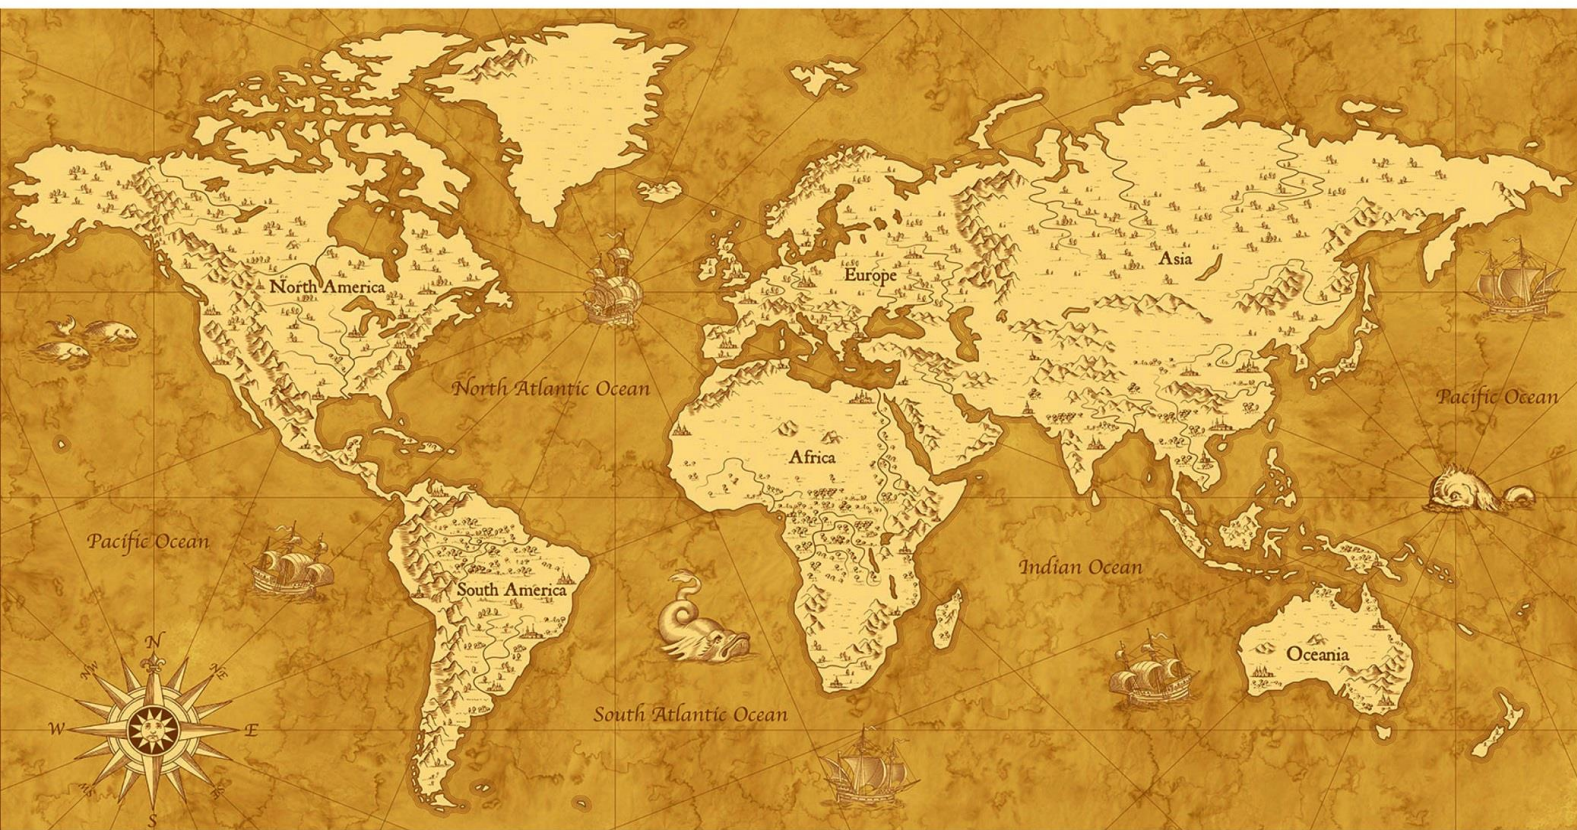 North America
Europe
Asia
North Atlantic Ocean
Pacific Ocean
Africa
Pacific Ocean
Indian Ocean
South America
Oceania
South Atlantic Ocean
N
NW
NE
W
E
S